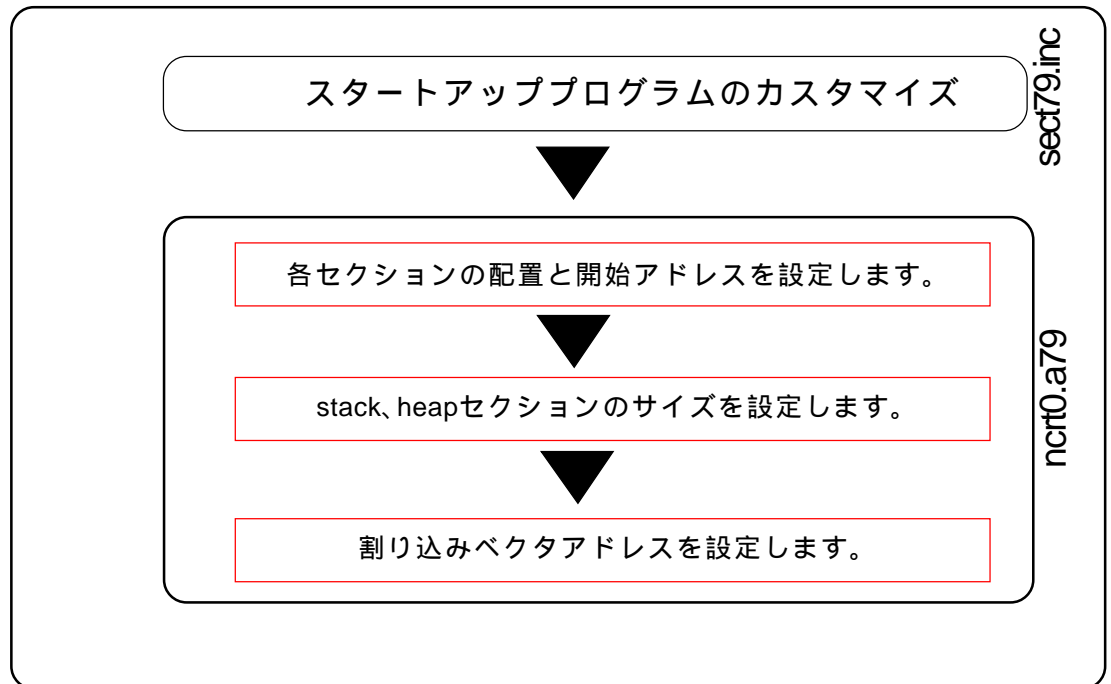 スタートアッププログラムのカスタマイズ
sect79.inc
各セクションの配置と開始アドレスを設定します。
stack、heapセクションのサイズを設定します。
割り込みベクタアドレスを設定します。
ncrt0.a79